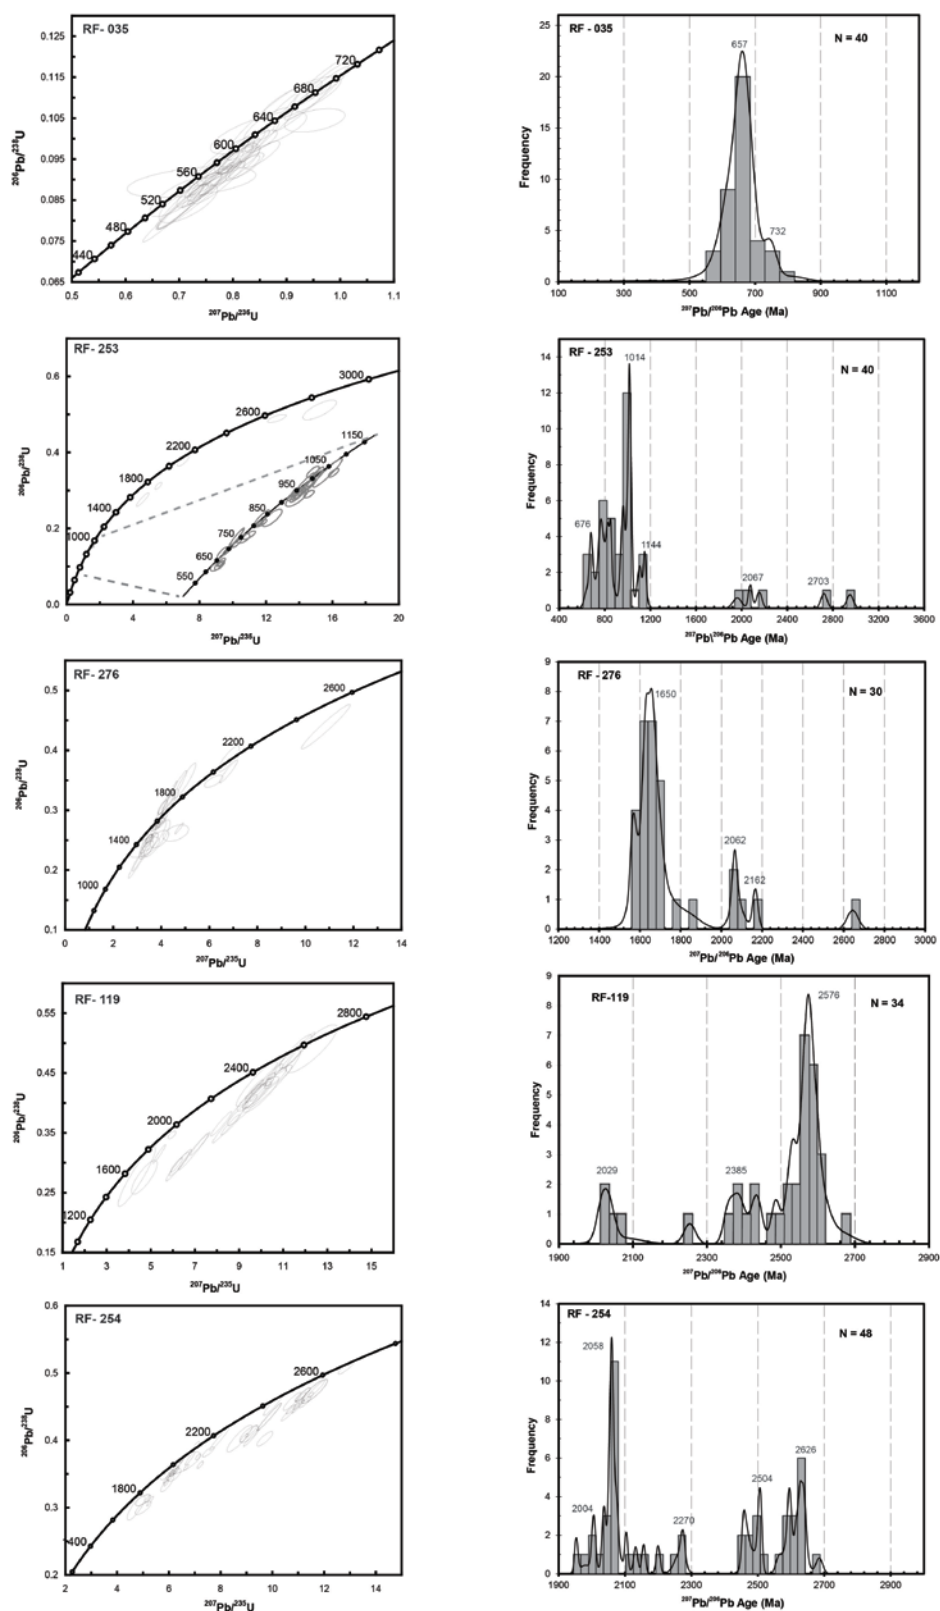 RF- 035
0.125
0.115
0.105
0.095
0.085
0.075
0.065
²⁰⁶Pb/²³⁸U
440
480
520
560
600
640
680
720
0.5 0.6 0.7 0.8 0.9 1.0 1.1
²⁰⁷Pb/²³⁵U
RF - 035
N = 40
657
732
25
20
15
10
5
0
Frequency
100 300 500 700 900 1100
²⁰⁷Pb/²⁰⁶Pb Age (Ma)
RF- 253
0.6
0.4
0.2
0.0
²⁰⁶Pb/²³⁸U
1000
1400
1800
2200
2600
3000
550
650
750
850
950
1050
1150
0 4 8 12 16 20
²⁰⁷Pb/²³⁵U
RF - 253
N = 40
676
1014
1144
2067
2703
14
12
10
8
6
4
2
0
Frequency
400 800 1200 1600 2000 2400 2800 3200 3600
²⁰⁷Pb\²⁰⁶Pb Age (Ma)
RF- 276
0.5
0.4
0.3
0.2
0.1
²⁰⁶Pb/²³⁸U
1000
1400
1800
2200
2600
0 2 4 6 8 10 12 14
²⁰⁷Pb/²³⁵U
RF - 276
N = 30
1650
2062
2162
9
8
7
6
5
4
3
2
1
0
Frequency
1200 1400 1600 1800 2000 2200 2400 2600 2800 3000
²⁰⁷Pb/²⁰⁶Pb Age (Ma)
RF- 119
0.55
0.45
0.35
0.25
0.15
²⁰⁶Pb/²³⁸U
1200
1600
2000
2400
2800
1 3 5 7 9 11 13 15
²⁰⁷Pb/²³⁵U
RF-119
N = 34
2029
2385
2576
9
8
7
6
5
4
3
2
1
0
Frequency
1900 2100 2300 2500 2700 2900
²⁰⁷Pb/²⁰⁶Pb Age (Ma)
RF- 254
0.6
0.5
0.4
0.3
0.2
²⁰⁶Pb/²³⁸U
400
1800
2200
2600
2 4 6 8 10 12 14
²⁰⁷Pb/²³⁵U
RF - 254
N = 48
2004
2058
2270
2504
2626
14
12
10
8
6
4
2
0
Frequency
1900 2100 2300 2500 2700 2900
²⁰⁷Pb/²⁰⁶Pb Age (Ma)